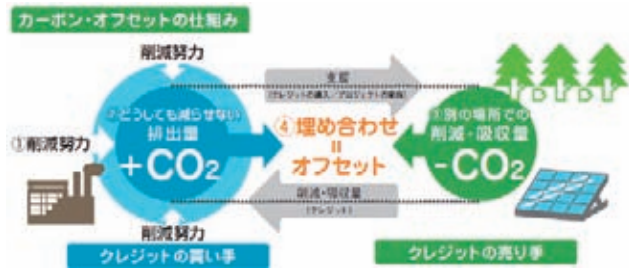 カーボン・オフセットの仕組み
削減努力
①削減努力
②どうしても減らせない
排出量
+CO2
削減努力
クレジットの買い手
支援
④埋め合わせ
=
オフセット
削減・吸収量
(クレジット)
③別の場所での
削減・吸収量
-CO2
クレジットの売り手